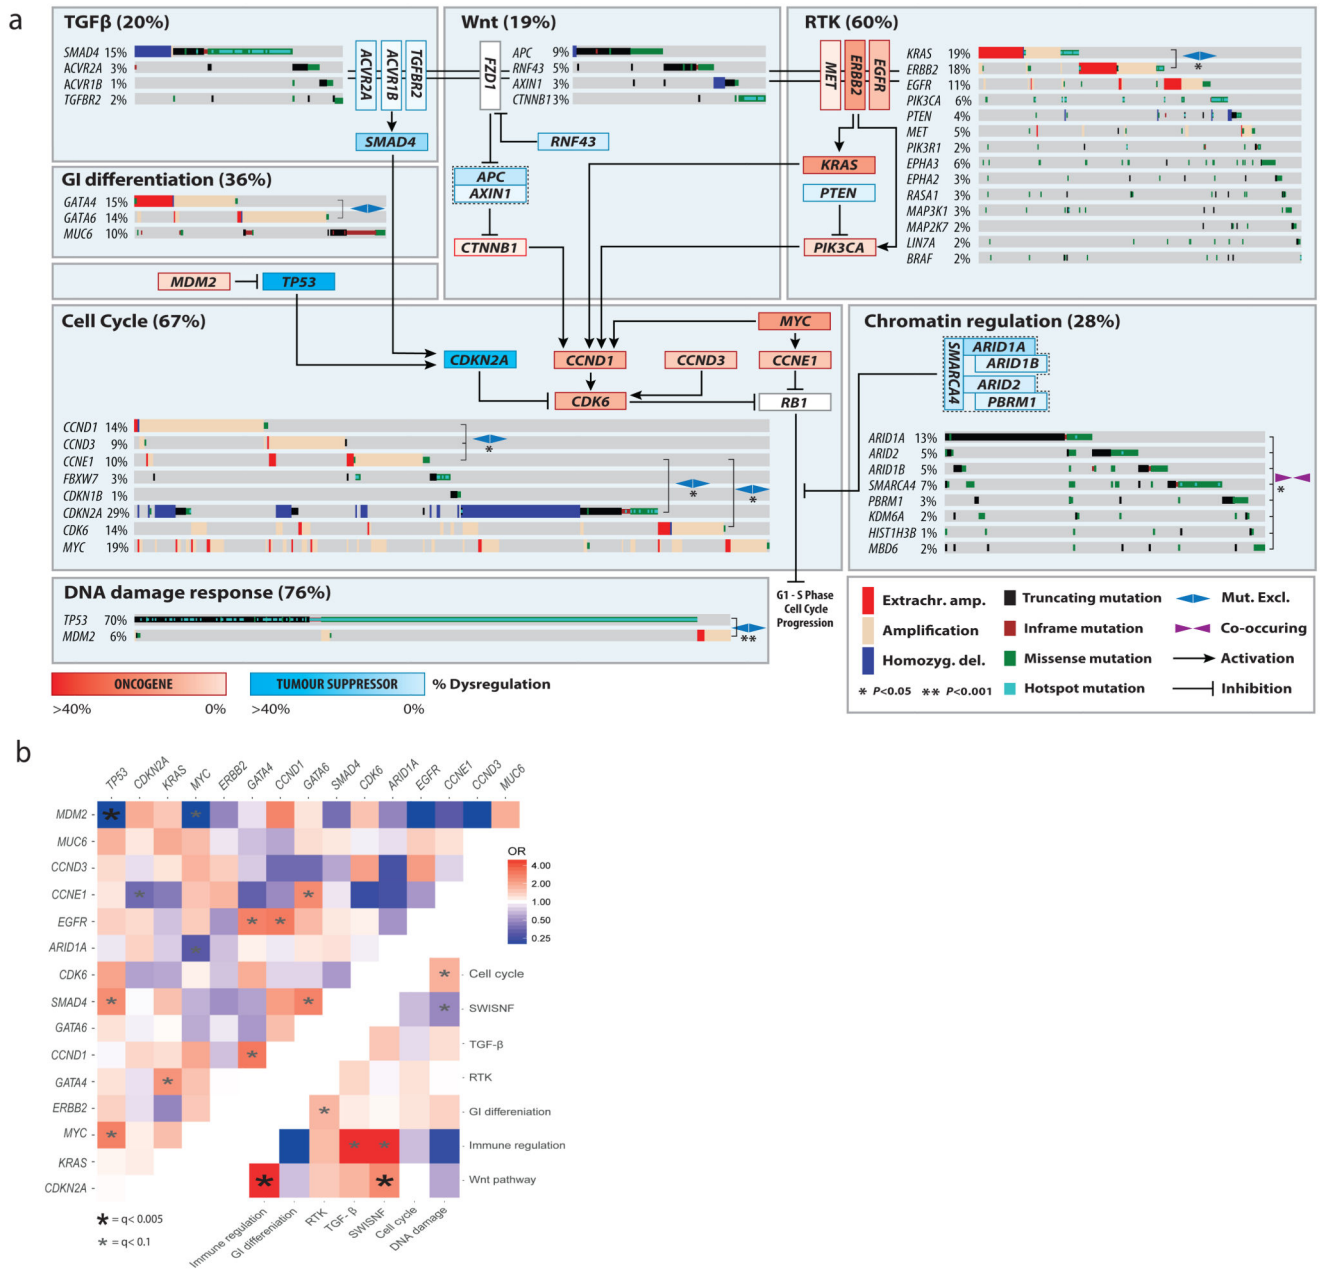 a
TGFβ (20%)
SMAD4 15%
ACVR2A 3%
ACVR1B 1%
TGFBR2 2%
ACVR2A
ACVR1B
TGFBR2
SMAD4
Wnt (19%)
FZD1
APC 9%
RNF43 5%
AXIN1 3%
CTNNB1 3%
RNF43
APC
AXIN1
CTNNB1
RTK (60%)
MET
ERBB2
EGFR
KRAS
PTEN
PIK3CA
KRAS 19%
ERBB2 18%
*
EGFR 11%
PIK3CA 6%
PTEN 4%
MET 5%
PIK3R1 2%
EPHA3 6%
EPHA2 3%
RASA1 3%
MAP3K1 3%
MAP2K7 2%
LIN7A 2%
BRAF 2%
GI differentiation (36%)
GATA4 15%
GATA6 14%
MUC6 10%
MDM2
TP53
Cell Cycle (67%)
MYC
CDKN2A
CCND1
CCND3
CCNE1
CDK6
RB1
CCND1 14%
CCND3 9%
*
CCNE1 10%
FBXW7 3%
CDKN1B 1%
*
*
CDKN2A 29%
CDK6 14%
MYC 19%
G1 - S Phase
Cell Cycle
Progression
Chromatin regulation (28%)
SMARCA4
ARID1A
ARID1B
ARID2
PBRM1
ARID1A 13%
ARID2 5%
ARID1B 5%
SMARCA4 7%
*
PBRM1 3%
KDM6A 2%
HIST1H3B 1%
MBD6 2%
DNA damage response (76%)
TP53 70%
MDM2 6%
**
ONCOGENE
>40% 0%
TUMOUR SUPPRESSOR
>40% 0%
% Dysregulation
Extrachr. amp.
Amplification
Homozyg. del.
* P<0.05 ** P<0.001
Truncating mutation
Inframe mutation
Missense mutation
Hotspot mutation
Mut. Excl.
Co-occuring
Activation
Inhibition
b
TP53
CDKN2A
KRAS
MYC
ERBB2
GATA4
CCND1
GATA6
SMAD4
CDK6
ARID1A
EGFR
CCNE1
CCND3
MUC6
MDM2
* *
MUC6
CCND3
CCNE1
* *
EGFR
* *
ARID1A
*
CDK6
SMAD4
* *
GATA6
CCND1
*
GATA4
*
ERBB2
MYC
*
KRAS
CDKN2A
OR
4.00
2.00
1.00
0.50
0.25
* Cell cycle
* SWISNF
TGF-β
RTK
* GI differeniation
* * Immune regulation
* * Wnt pathway
Immune regulation
GI differeniation
RTK
TGF- β
SWISNF
Cell cycle
DNA damage
* = q< 0.005
* = q< 0.1